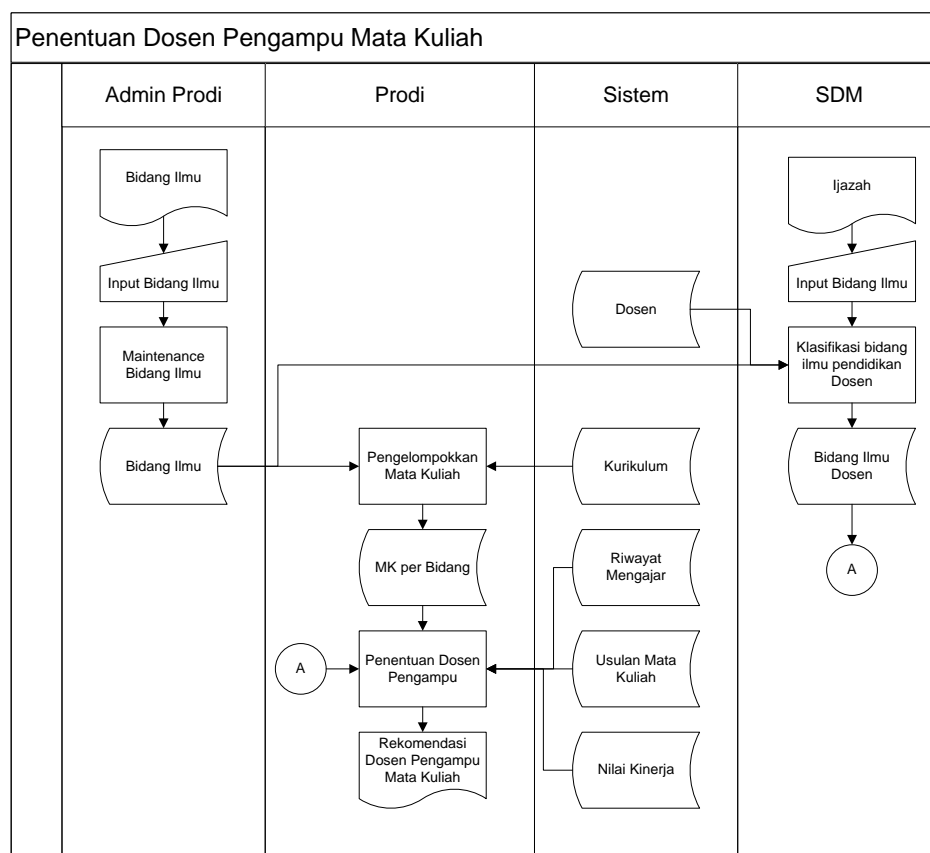 Penentuan Dosen Pengampu Mata Kuliah
Admin Prodi
Prodi
Sistem
SDM
Bidang Ilmu
Input Bidang Ilmu
Maintenance
Bidang Ilmu
Bidang Ilmu
Pengelompokkan
Mata Kuliah
MK per Bidang
A
Penentuan Dosen
Pengampu
Rekomendasi
Dosen Pengampu
Mata Kuliah
Dosen
Kurikulum
Riwayat
Mengajar
Usulan Mata
Kuliah
Nilai Kinerja
Ijazah
Input Bidang Ilmu
Klasifikasi bidang
ilmu pendidikan
Dosen
Bidang Ilmu
Dosen
A